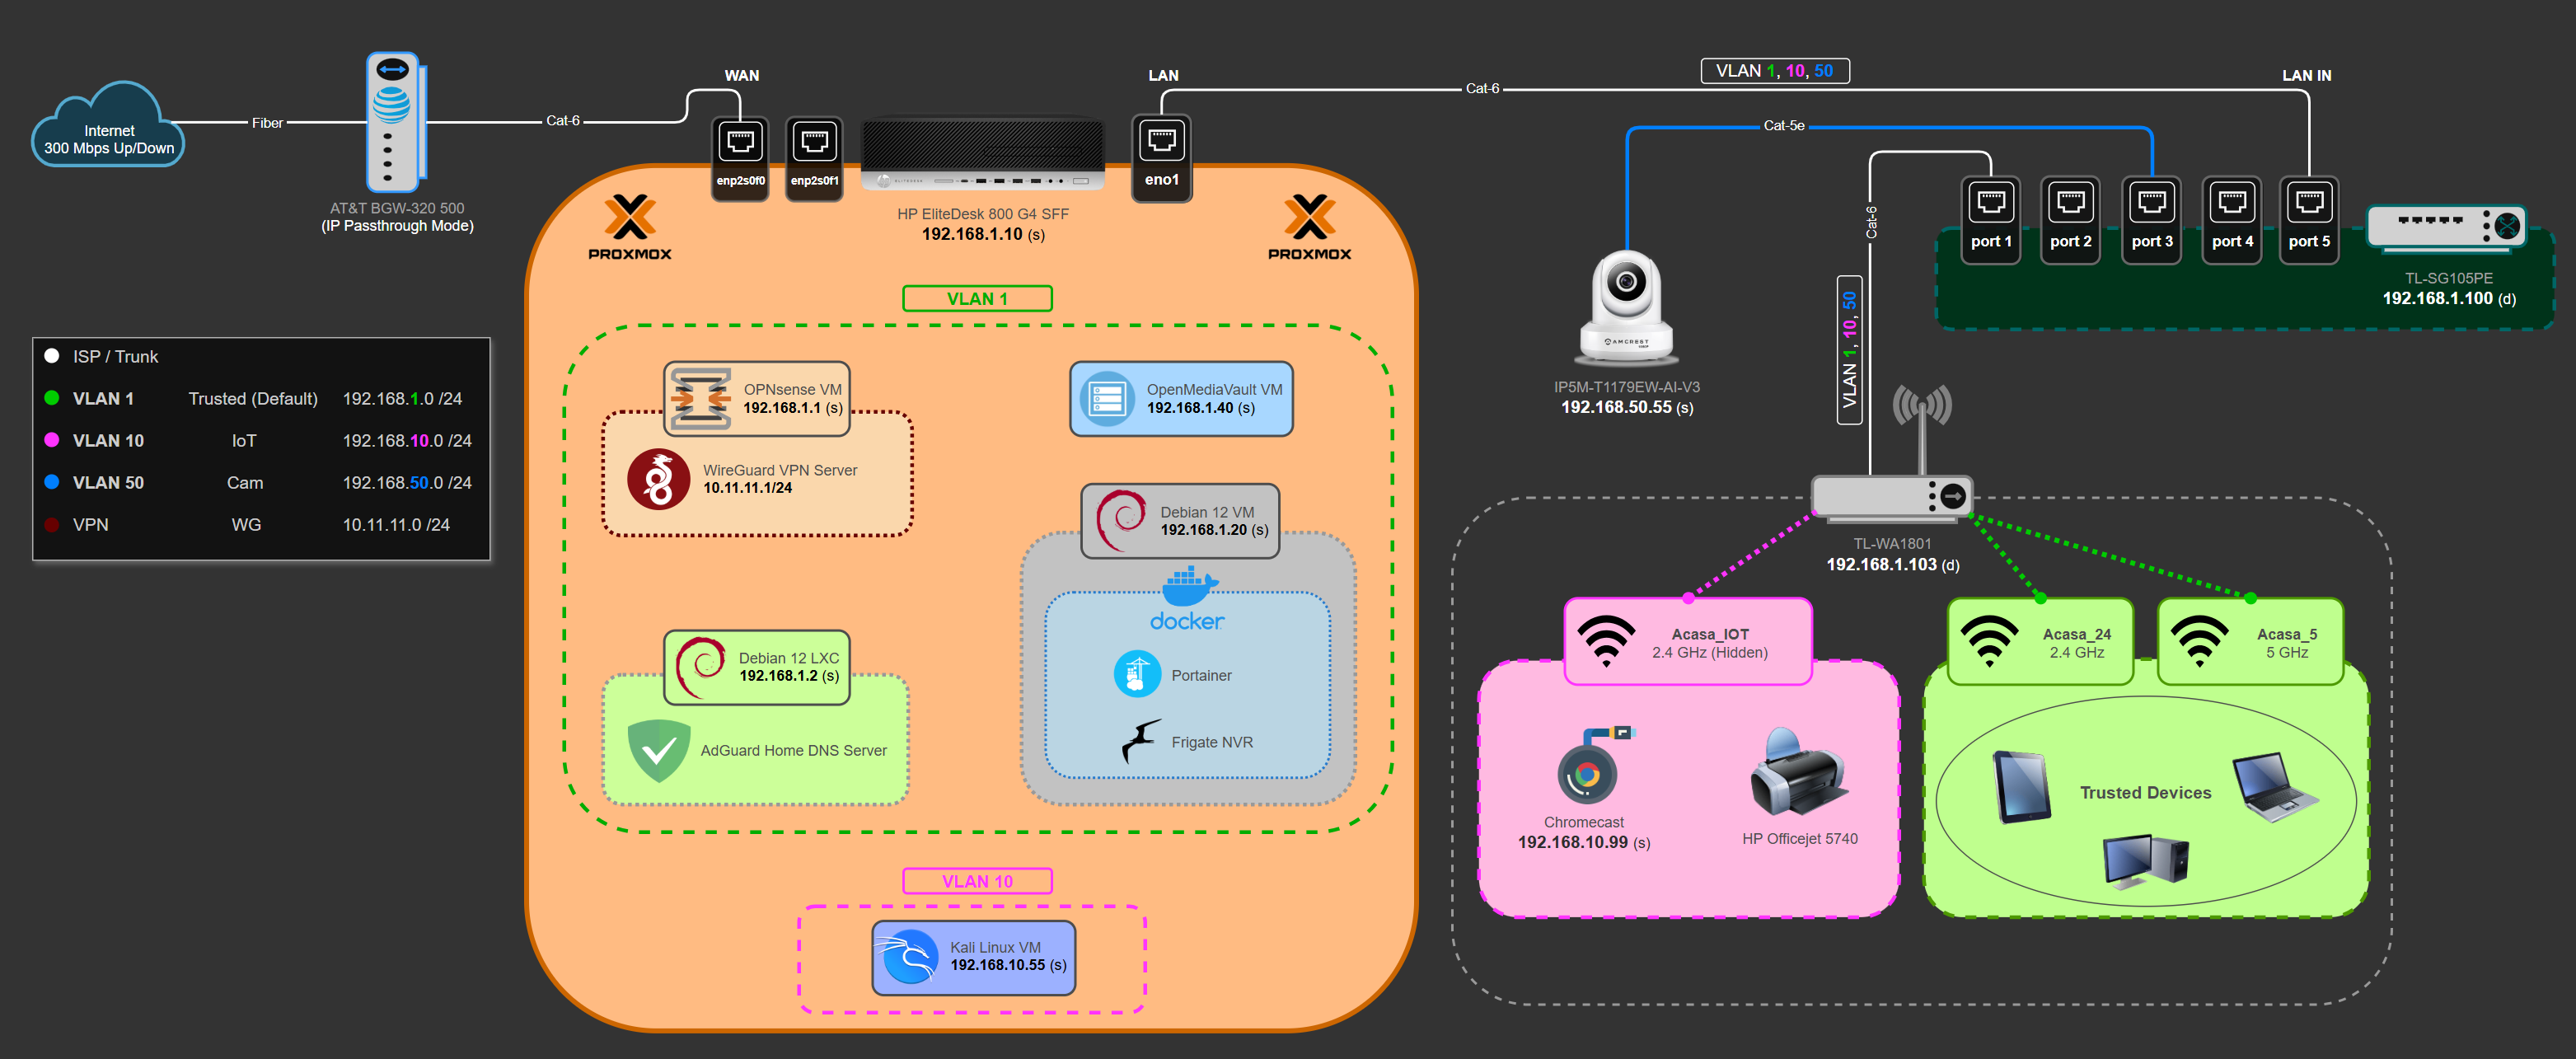 Internet
300 Mbps Up/Down
Fiber
AT&T BGW-320 500
(IP Passthrough Mode)
Cat-6
WAN
enp2s0f0
enp2s0f1
HP EliteDesk 800 G4 SFF
192.168.1.10 (s)
LAN
eno1
Cat-6
VLAN 1, 10, 50
LAN IN
Cat-5e
Cat-6
VLAN 1, 10, 50
port 1
port 2
port 3
port 4
port 5
TL-SG105PE
192.168.1.100 (d)
AMCREST
IP5M-T1179EW-AI-V3
192.168.50.55 (s)
ISP / Trunk
VLAN 1 Trusted (Default) 192.168.1.0 /24
VLAN 10 IoT 192.168.10.0 /24
VLAN 50 Cam 192.168.50.0 /24
VPN WG 10.11.11.0 /24
PROXMOX
PROXMOX
VLAN 1
OPNsense VM
192.168.1.1 (s)
WireGuard VPN Server
10.11.11.1/24
OpenMediaVault VM
192.168.1.40 (s)
Debian 12 VM
192.168.1.20 (s)
docker
Portainer
Frigate NVR
Debian 12 LXC
192.168.1.2 (s)
AdGuard Home DNS Server
VLAN 10
Kali Linux VM
192.168.10.55 (s)
TL-WA1801
192.168.1.103 (d)
Acasa_IOT
2.4 GHz (Hidden)
Acasa_24
2.4 GHz
Acasa_5
5 GHz
Chromecast
192.168.10.99 (s)
HP Officejet 5740
Trusted Devices